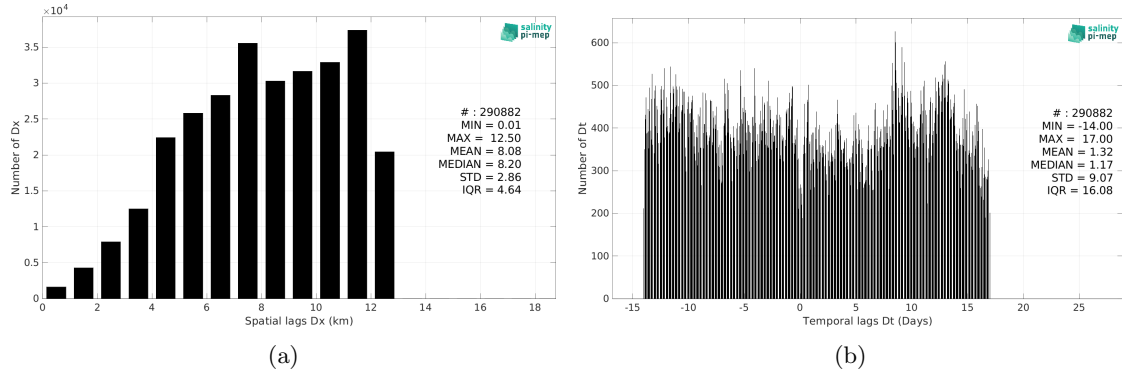 ×10^4
4
3.5
3
2.5
2
1.5
1
0.5
0
Number of Dx
0 2 4 6 8 10 12 14 16 18
Spatial lags Dx (km)
salinity
pi-mep
# : 290882
MIN = 0.01
MAX = 12.50
MEAN = 8.08
MEDIAN = 8.20
STD = 2.86
IQR = 4.64
(a)
600
500
400
300
200
100
0
Number of Dt
-15 -10 -5 0 5 10 15 20 25
Temporal lags Dt (Days)
salinity
pi-mep
# : 290882
MIN = -14.00
MAX = 17.00
MEAN = 1.32
MEDIAN = 1.17
STD = 9.07
IQR = 16.08
(b)